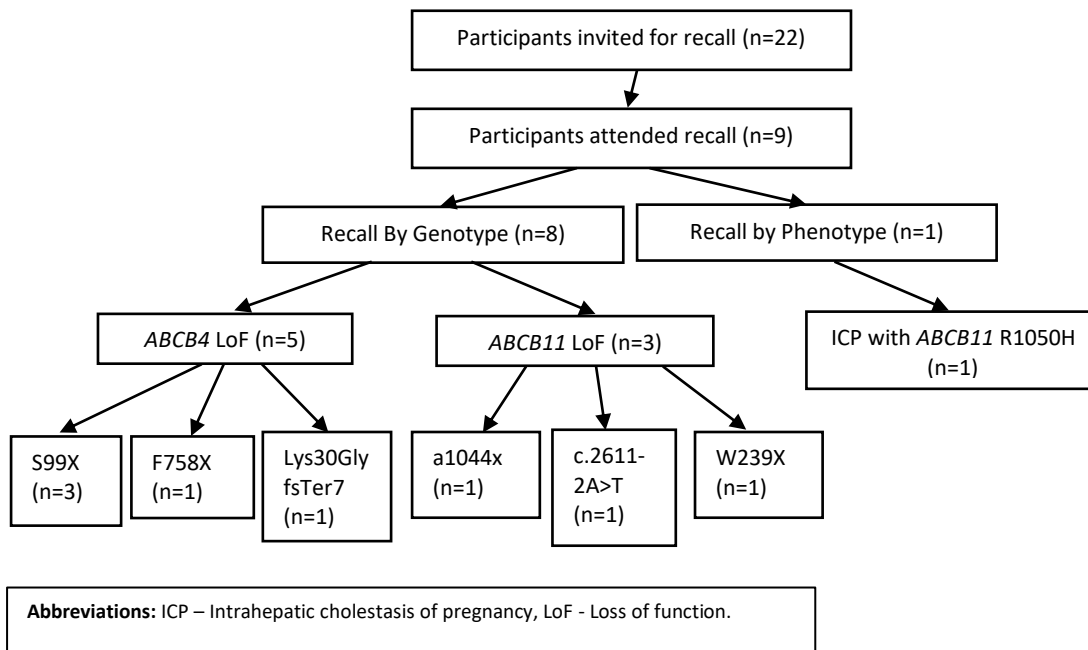 Participants invited for recall (n=22)
Participants attended recall (n=9)
Recall By Genotype (n=8)
Recall by Phenotype (n=1)
ABCB4 LoF (n=5)
ABCB11 LoF (n=3)
ICP with ABCB11 R1050H
(n=1)
S99X
(n=3)
F758X
(n=1)
Lys30Gly
fsTer7
(n=1)
a1044x
(n=1)
c.2611-
2A>T
(n=1)
W239X
(n=1)
Abbreviations: ICP – Intrahepatic cholestasis of pregnancy, LoF - Loss of function.